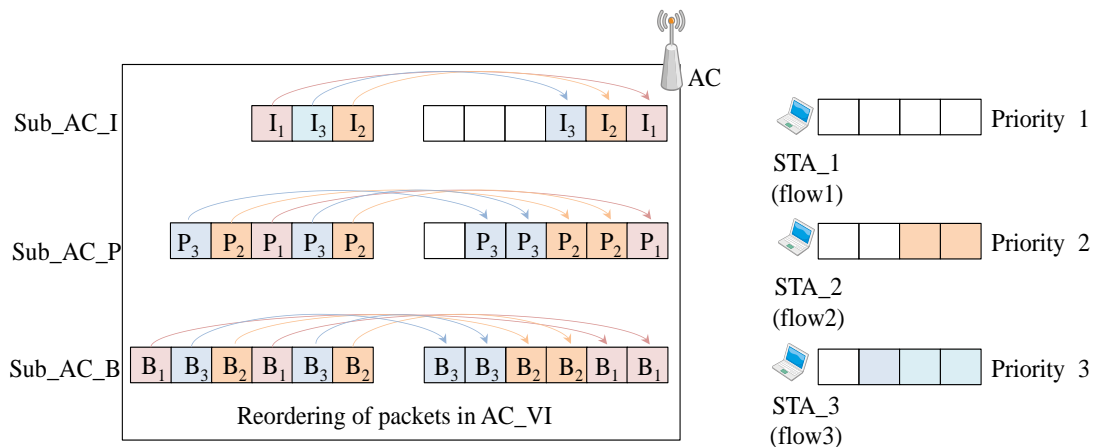 AC
Sub_AC_I I₁ I₃ I₂ I₃ I₂ I₁ Priority 1
STA_1
(flow1)
Sub_AC_P P₃ P₂ P₁ P₃ P₂ P₃ P₃ P₂ P₂ P₁ Priority 2
STA_2
(flow2)
Sub_AC_B B₁ B₃ B₂ B₁ B₃ B₂ B₃ B₃ B₂ B₂ B₁ B₁ Priority 3
Reordering of packets in AC_VI
STA_3
(flow3)